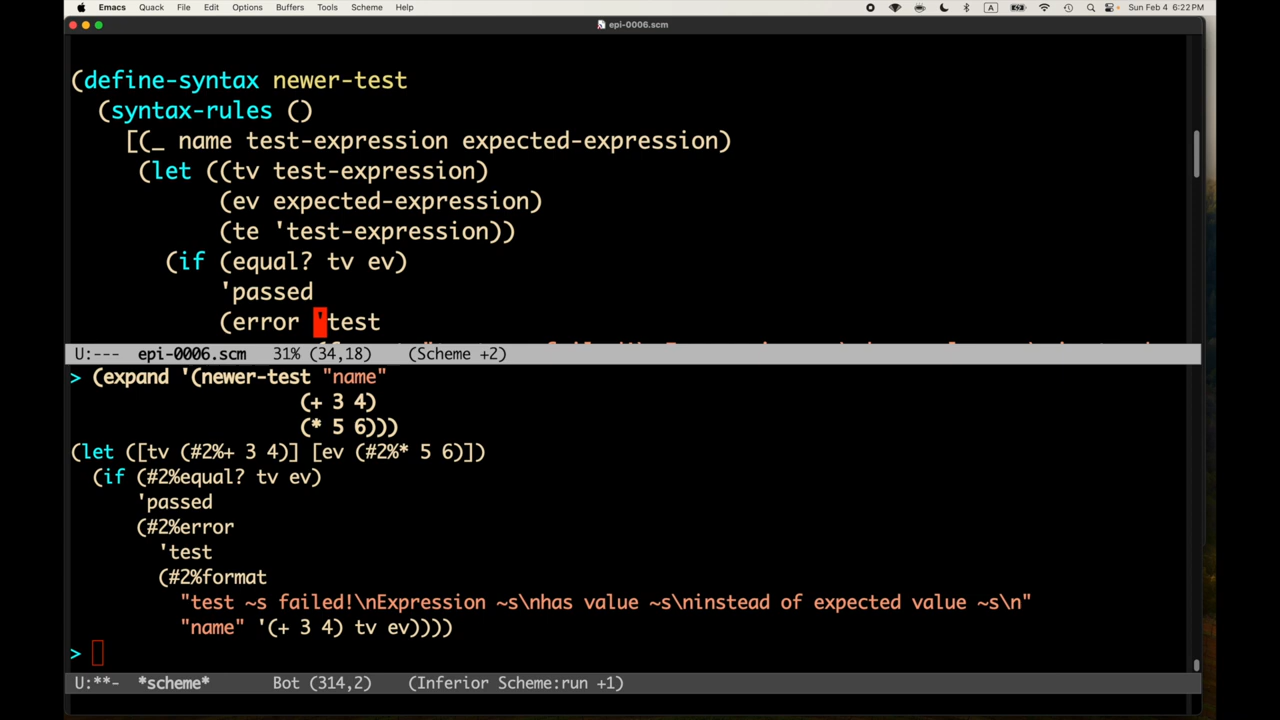 Emacs Quack File Edit Options Buffers Tools Scheme Help A Sun Feb 4 6:22 PM
epi-0006.scm
(define-syntax newer-test
(syntax-rules ()
[(_ name test-expression expected-expression)
(let ((tv test-expression)
(ev expected-expression)
(te 'test-expression))
(if (equal? tv ev)
'passed
(error 'test
U:--- epi-0006.scm 31% (34,18) (Scheme +2)
> (expand '(newer-test "name"
(+ 3 4)
(* 5 6)))
(let ([tv (#2%+ 3 4)] [ev (#2%* 5 6)])
(if (#2%equal? tv ev)
'passed
(#2%error
'test
(#2%format
"test ~s failed!\nExpression ~s\nhas value ~s\ninstead of expected value ~s\n"
"name" '(+ 3 4) tv ev))))
>
U:**- *scheme* Bot (314,2) (Inferior Scheme:run +1)